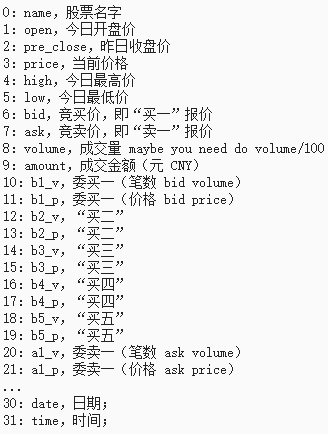 0: name，股票名字
1: open，今日开盘价
2: pre_close，昨日收盘价
3: price，当前价格
4: high，今日最高价
5: low，今日最低价
6: bid，竞买价，即“买一”报价
7: ask，竞卖价，即“卖一”报价
8: volume，成交量 maybe you need do volume/100
9: amount，成交金额（元 CNY）
10: b1_v，委买一（笔数 bid volume）
11: b1_p，委买一（价格 bid price）
12: b2_v，“买二”
13: b2_p，“买二”
14: b3_v，“买三”
15: b3_p，“买三”
16: b4_v，“买四”
17: b4_p，“买四”
18: b5_v，“买五”
19: b5_p，“买五”
20: a1_v，委卖一（笔数 ask volume）
21: a1_p，委卖一（价格 ask price）
...
30: date，日期；
31: time，时间；